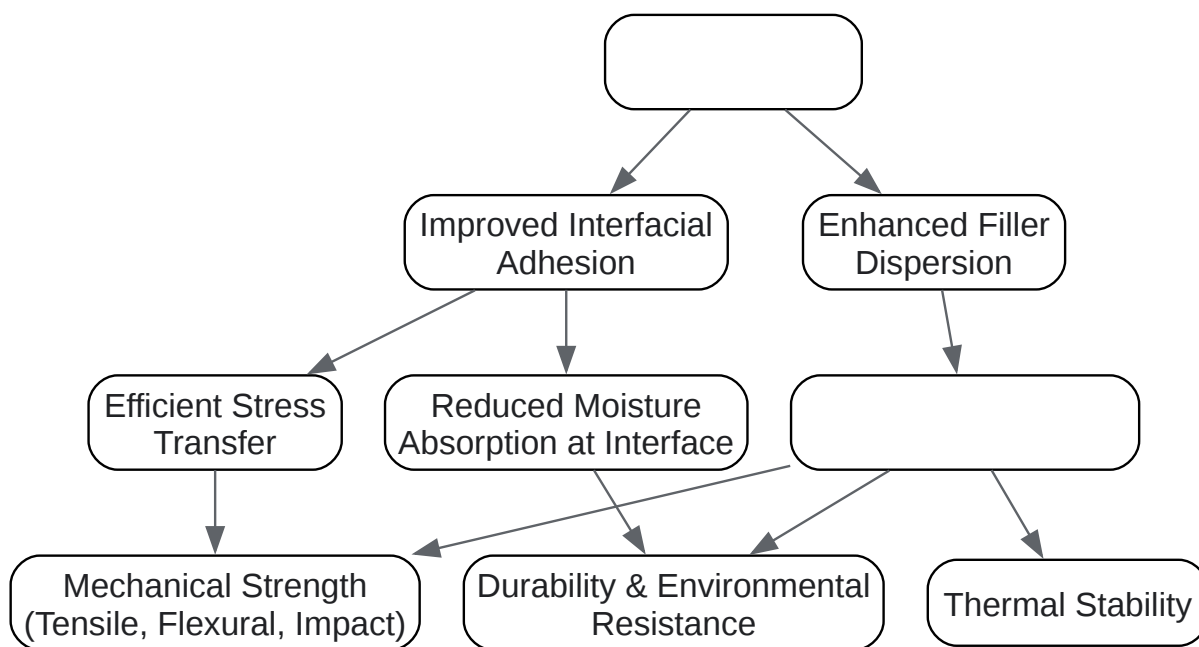 Improved Interfacial
Adhesion
Enhanced Filler
Dispersion
Efficient Stress
Transfer
Reduced Moisture
Absorption at Interface
Mechanical Strength
(Tensile, Flexural, Impact)
Durability & Environmental
Resistance
Thermal Stability